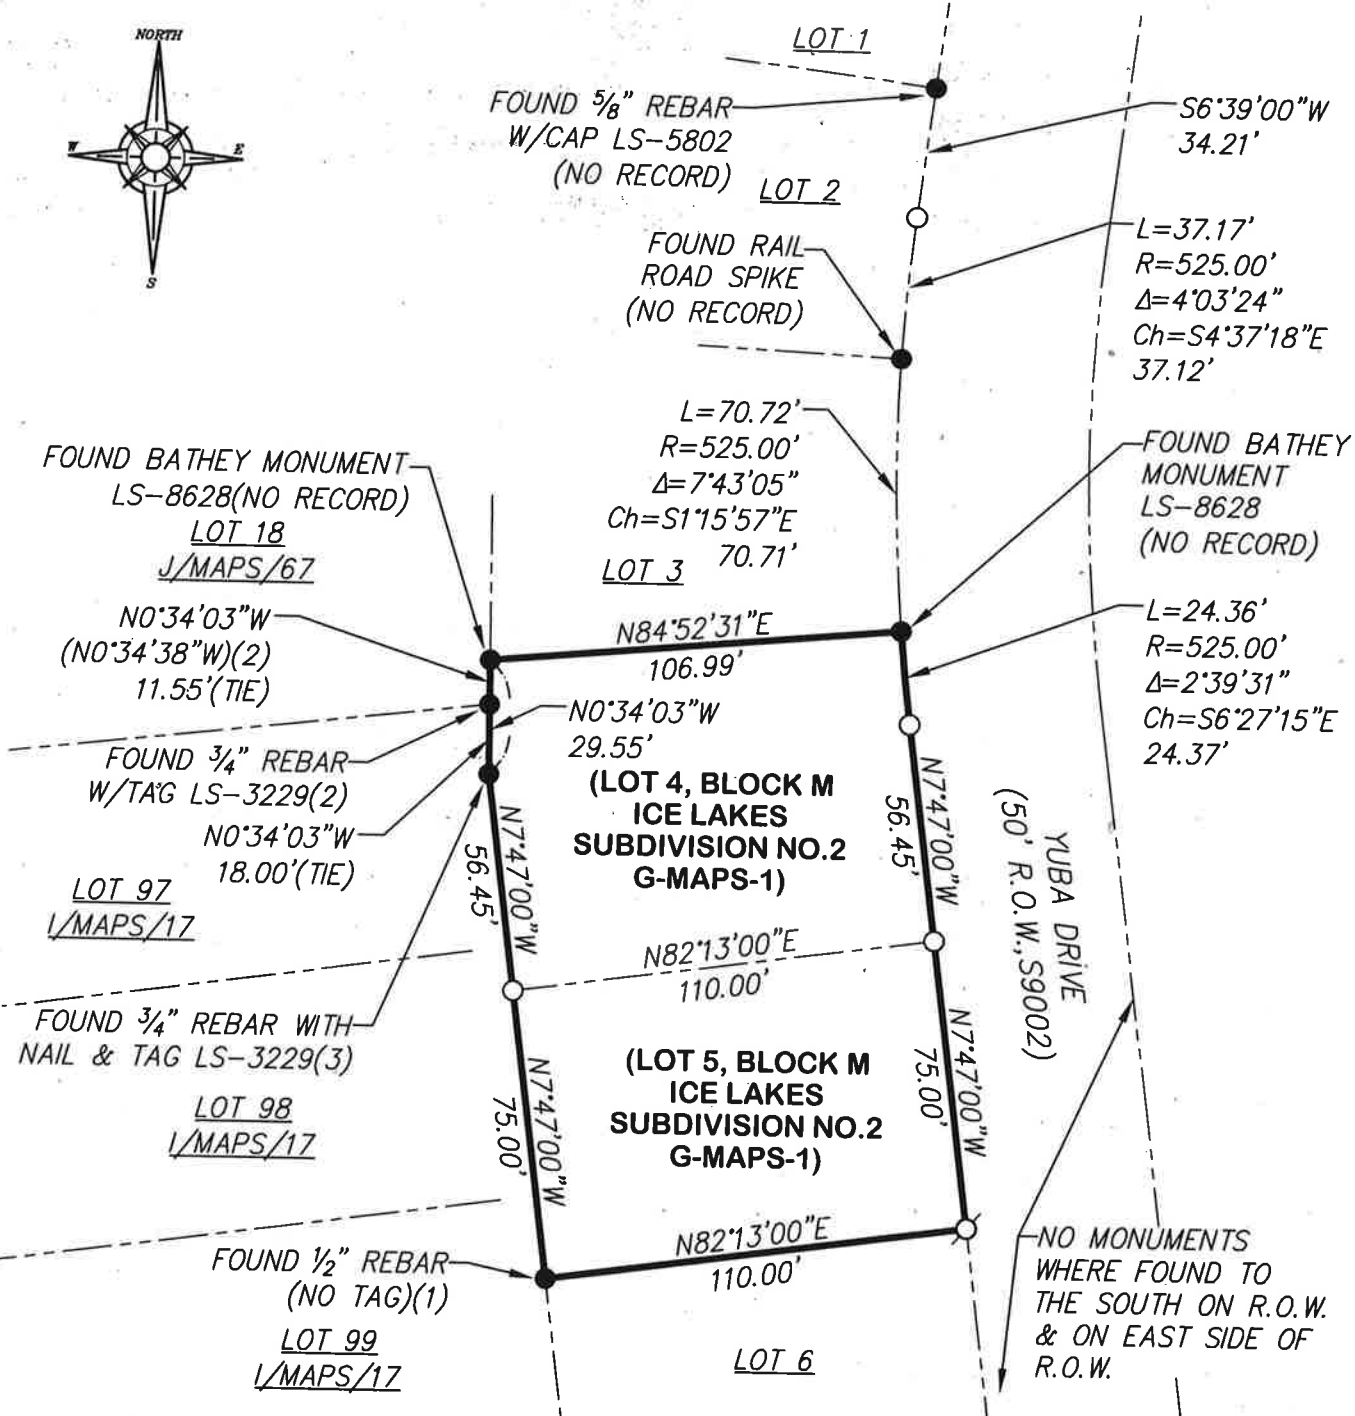 NORTH
W
E
S
LOT 1
FOUND 5/8" REBAR
W/CAP LS-5802
(NO RECORD)
S6°39'00"W
34.21'
LOT 2
FOUND RAIL
ROAD SPIKE
(NO RECORD)
L=37.17'
R=525.00'
Δ=4°03'24"
Ch=S4°37'18"E
37.12'
L=70.72'
R=525.00'
Δ=7°43'05"
Ch=S1°15'57"E
70.71'
LOT 3
FOUND BATHEY MONUMENT
LS-8628(NO RECORD)
LOT 18
J/MAPS/67
FOUND BATHEY
MONUMENT
LS-8628
(NO RECORD)
N0°34'03"W
(N0°34'38"W)(2)
11.55'(TIE)
N84°52'31"E
106.99'
L=24.36'
R=525.00'
Δ=2°39'31"
Ch=S6°27'15"E
24.37'
N0°34'03"W
29.55'
FOUND 3/4" REBAR
W/TAG LS-3229(2)
N0°34'03"W
18.00'(TIE)
(LOT 4, BLOCK M
ICE LAKES
SUBDIVISION NO.2
G-MAPS-1)
N7°47'00"W
56.45'
N7°47'00"W
56.45'
YUBA DRIVE
(50' R.O.W.,S9002)
LOT 97
I/MAPS/17
N82°13'00"E
110.00'
FOUND 3/4" REBAR WITH
NAIL & TAG LS-3229(3)
LOT 98
I/MAPS/17
N7°47'00"W
75.00'
(LOT 5, BLOCK M
ICE LAKES
SUBDIVISION NO.2
G-MAPS-1)
N7°47'00"W
75.00'
N82°13'00"E
110.00'
FOUND 1/2" REBAR
(NO TAG)(1)
LOT 99
I/MAPS/17
LOT 6
NO MONUMENTS
WHERE FOUND TO
THE SOUTH ON R.O.W.
& ON EAST SIDE OF
R.O.W.